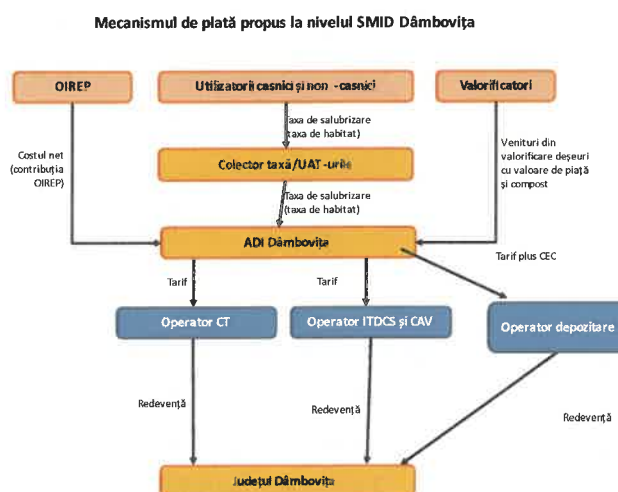 Mecanismul de plată propus la nivelul SMID Dâmbovița
OIREP
Utilizatorii casnici și non -casnici
Valorificatori
Costul net
(contribuția
OIREP)
Taxa de salubrizare
(taxa de habitat)
Venituri din
valorificare deșeuri
cu valoare de piață
și compost
Colector taxă/UAT -urile
Taxa de salubrizare
(taxa de habitat)
ADI Dâmbovița
Tarif
Tarif
Tarif plus CEC
Operator CT
Operator ITDCS și CAV
Operator depozitare
Redevență
Redevență
Redevență
Județul Dâmbovița